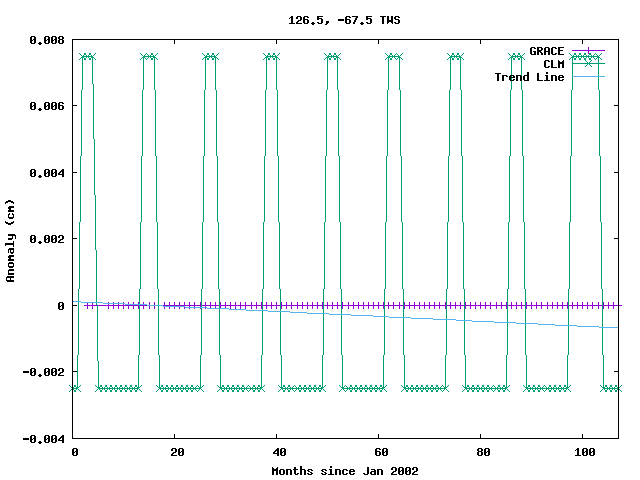 126.5, -67.5 TWS
GRACE
CLM
Trend Line
0.008
0.006
0.004
0.002
0
-0.002
-0.004
Anomaly (cm)
0 20 40 60 80 100
Months since Jan 2002